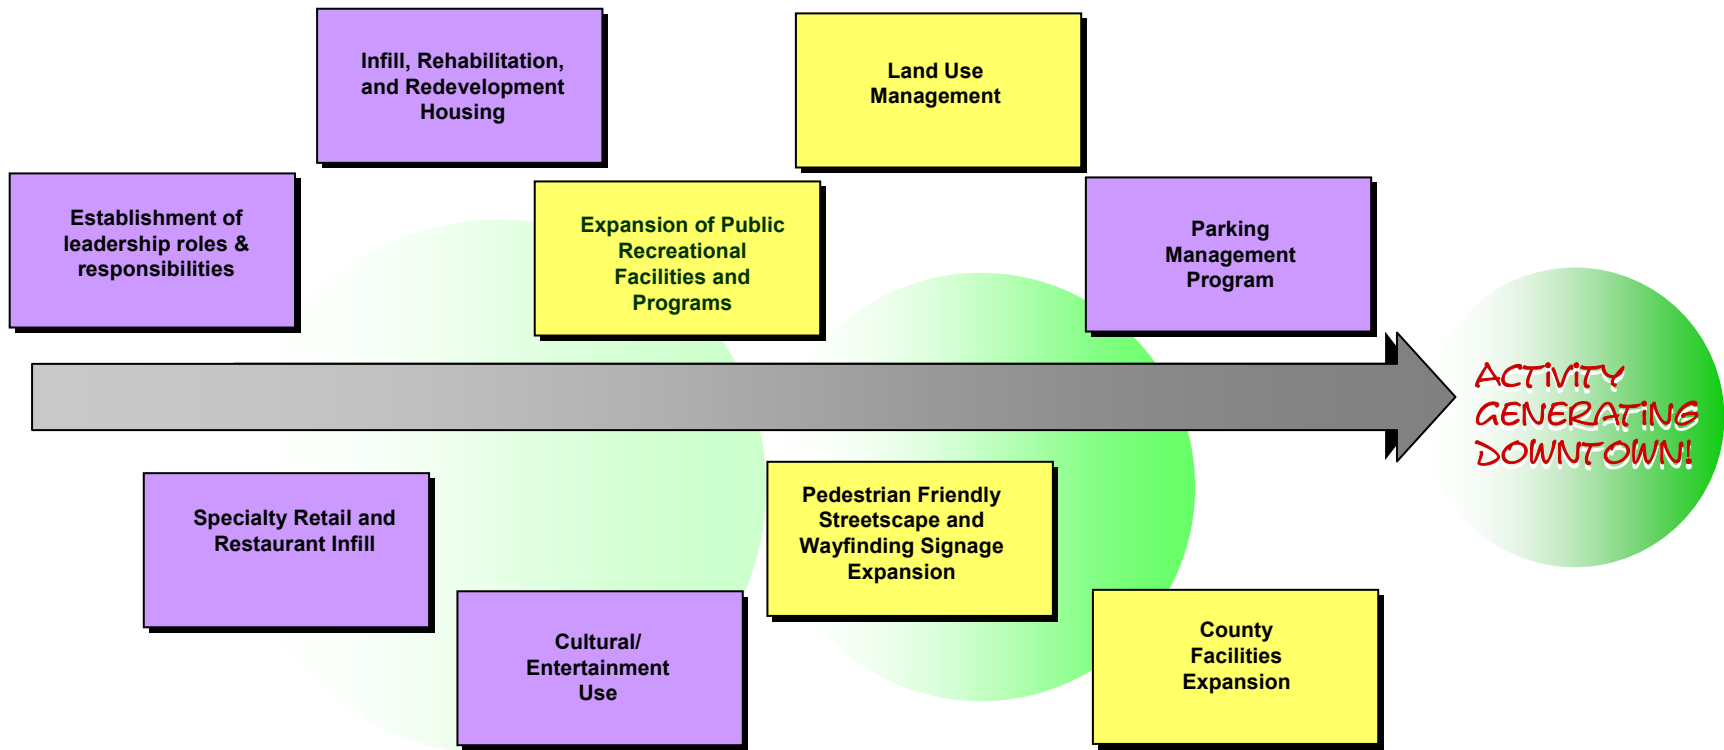 Infill, Rehabilitation,
and Redevelopment
Housing
Land Use
Management
Establishment of
leadership roles &
responsibilities
Expansion of Public
Recreational
Facilities and
Programs
Parking
Management
Program
ACTiViTY
GENERATiNG
DOWNTOWN!
Specialty Retail and
Restaurant Infill
Pedestrian Friendly
Streetscape and
Wayfinding Signage
Expansion
Cultural/
Entertainment
Use
County
Facilities
Expansion